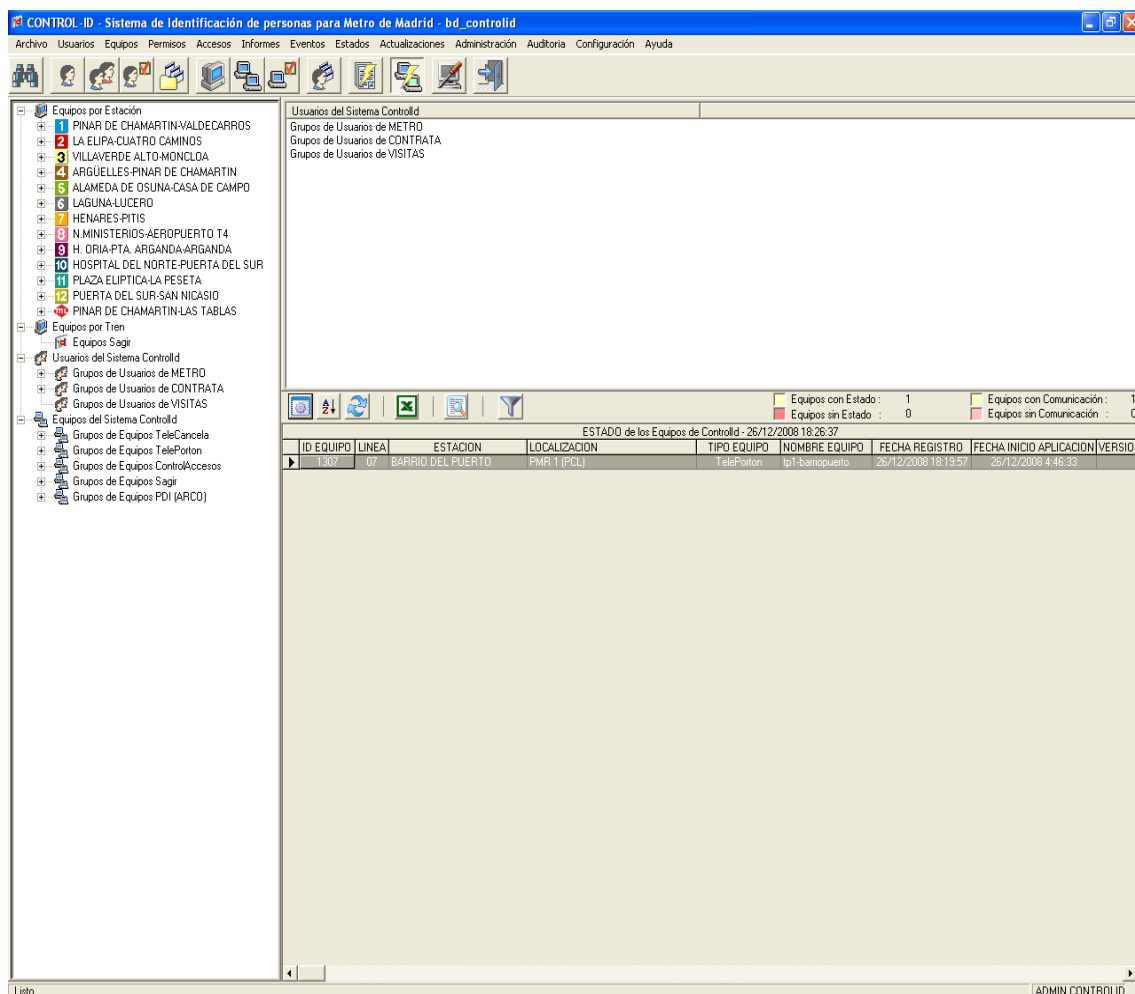 CONTROL-ID - Sistema de Identificación de personas para Metro de Madrid - bd_controlid
Archivo Usuarios Equipos Permisos Accesos Informes Eventos Estados Actualizaciones Administración Auditoria Configuración Ayuda
Equipos por Estación
1 PINAR DE CHAMARTIN-VALDECARROS
2 LA ELIPA-CUATRO CAMINOS
3 VILLAVERDE ALTO-MONCLOA
4 ARGÜELLES-PINAR DE CHAMARTIN
5 ALAMEDA DE OSUNA-CASA DE CAMPO
6 LAGUNA-LUCERO
7 HENARES-PITIS
8 N.MINISTERIOS-AEROPUERTO T4
9 H. ORIA-PTA. ARGANDA-ARGANDA
10 HOSPITAL DEL NORTE-PUERTA DEL SUR
11 PLAZA ELIPTICA-LA PESETA
12 PUERTA DEL SUR-SAN NICASIO
ML PINAR DE CHAMARTIN-LAS TABLAS
Equipos por Tren
Equipos Sagir
Usuarios del Sistema ControlId
Grupos de Usuarios de METRO
Grupos de Usuarios de CONTRATA
Grupos de Usuarios de VISITAS
Equipos del Sistema ControlId
Grupos de Equipos TeleCancela
Grupos de Equipos TelePorton
Grupos de Equipos ControlAccesos
Grupos de Equipos Sagir
Grupos de Equipos PDI (ARCO)
Usuarios del Sistema ControlId
Grupos de Usuarios de METRO
Grupos de Usuarios de CONTRATA
Grupos de Usuarios de VISITAS
Equipos con Estado : 1 Equipos con Comunicación : 1
Equipos sin Estado : 0 Equipos sin Comunicación : 0
ESTADO de los Equipos de ControlId - 26/12/2008 18:26:37
ID EQUIPO LINEA ESTACION LOCALIZACION TIPO EQUIPO NOMBRE EQUIPO FECHA REGISTRO FECHA INICIO APLICACION VERSIO
1307 07 BARRIO DEL PUERTO PMR 1 (PCL) TelePorton tp1-barriopuerto 26/12/2008 18:19:57 26/12/2008 4:46:33
Listo ADMIN CONTROLID